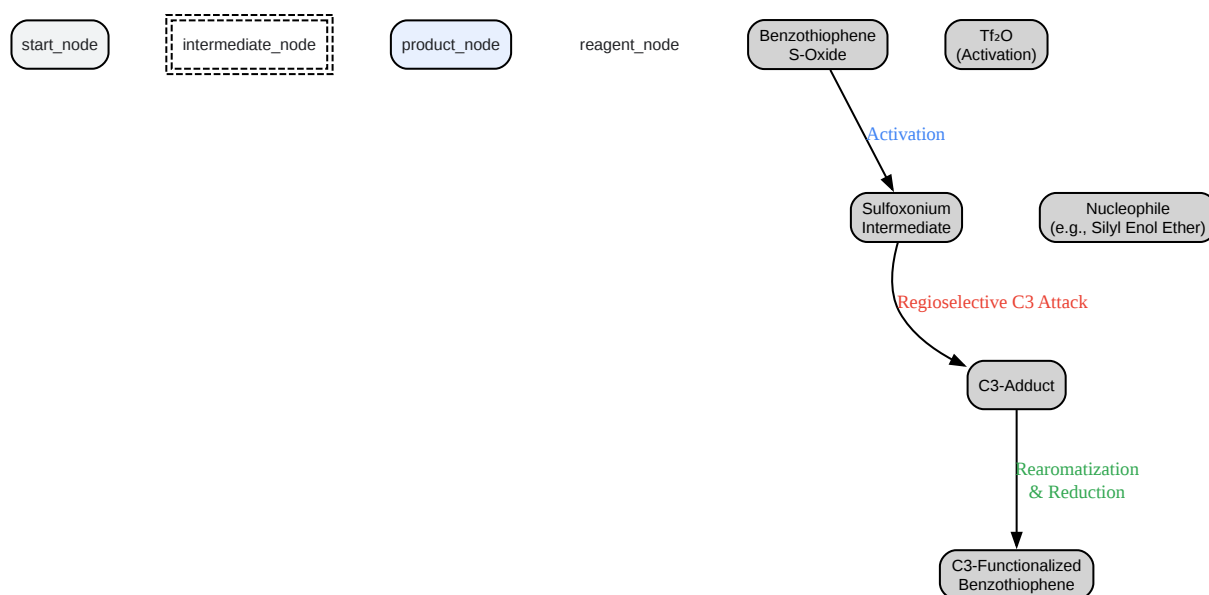 start_node
intermediate_node
product_node
reagent_node
Benzothiophene
S-Oxide
Tf₂O
(Activation)
Activation
Sulfoxonium
Intermediate
Nucleophile
(e.g., Silyl Enol Ether)
Regioselective C3 Attack
C3-Adduct
Rearomatization
& Reduction
C3-Functionalized
Benzothiophene